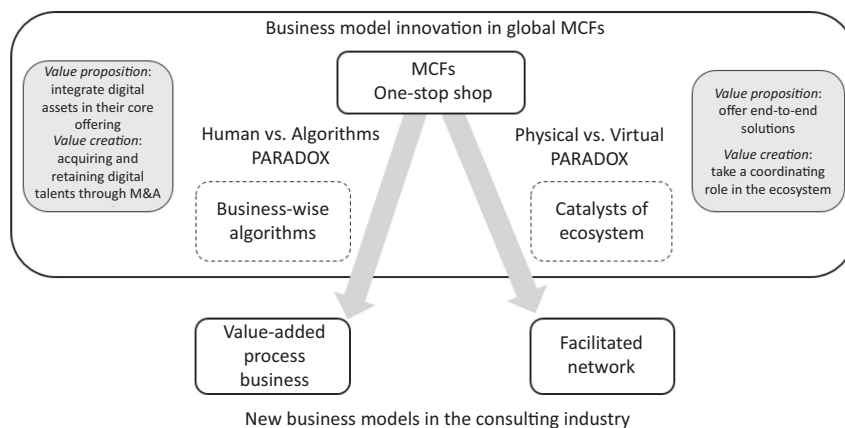 Business model innovation in global MCFs
MCFs
One-stop shop
Value proposition:
integrate digital
assets in their core
offering
Value creation:
acquiring and
retaining digital
talents through M&A
Human vs. Algorithms
PARADOX
Business-wise
algorithms
Physical vs. Virtual
PARADOX
Catalysts of
ecosystem
Value proposition:
offer end-to-end
solutions
Value creation:
take a coordinating
role in the ecosystem
Value-added
process
business
Facilitated
network
New business models in the consulting industry